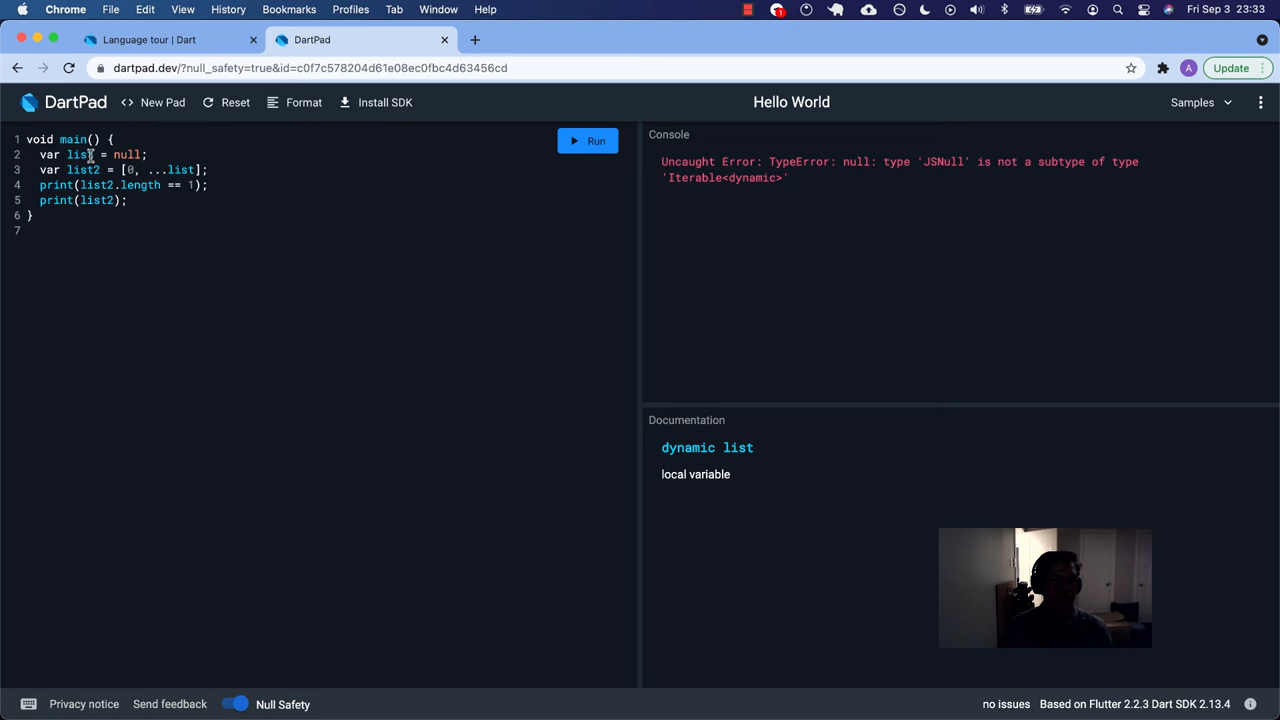 Chrome File Edit View History Bookmarks Profiles Tab Window Help 1 Fri Sep 3 23:33
Language tour | Dart DartPad
dartpad.dev/?null_safety=true&id=c0f7c578204d61e08ec0fbc4d63456cd A Update
DartPad <> New Pad Reset Format Install SDK Hello World Samples
1 void main() {
2 var list = null;
3 var list2 = [0, ...list];
4 print(list2.length == 1);
5 print(list2);
6 }
7
Run
Console
Uncaught Error: TypeError: null: type 'JSNull' is not a subtype of type
'Iterable<dynamic>'
Documentation
dynamic list
local variable
Privacy notice Send feedback Null Safety no issues Based on Flutter 2.2.3 Dart SDK 2.13.4